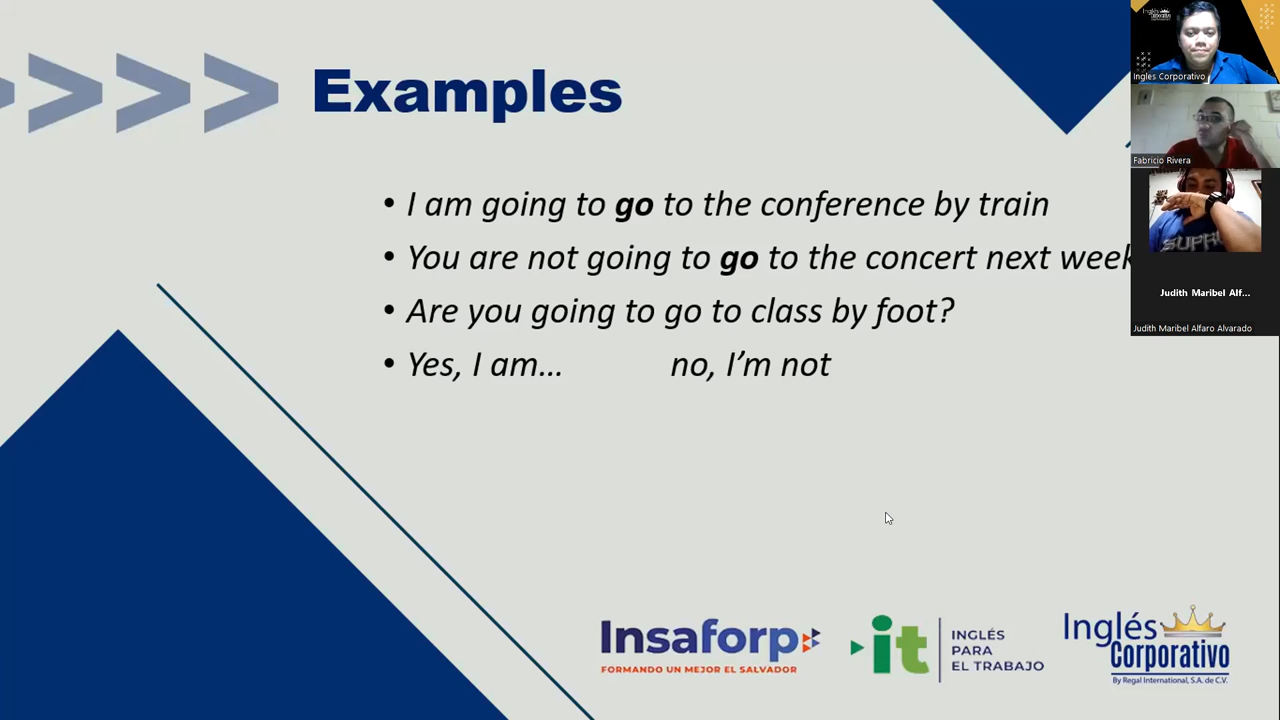 Examples
• I am going to go to the conference by train
• You are not going to go to the concert next week
• Are you going to go to class by foot?
• Yes, I am... no, I'm not
Inglés Corporativo
Ingles Corporativo
Fabricio Rivera
SUPR
Judith Maribel Alf...
Judith Maribel Alfaro Alvarado
Insaforp
FORMANDO UN MEJOR EL SALVADOR
it
INGLÉS
PARA
EL TRABAJO
Inglés
Corporativo
By Regal International, S.A. de C.V.